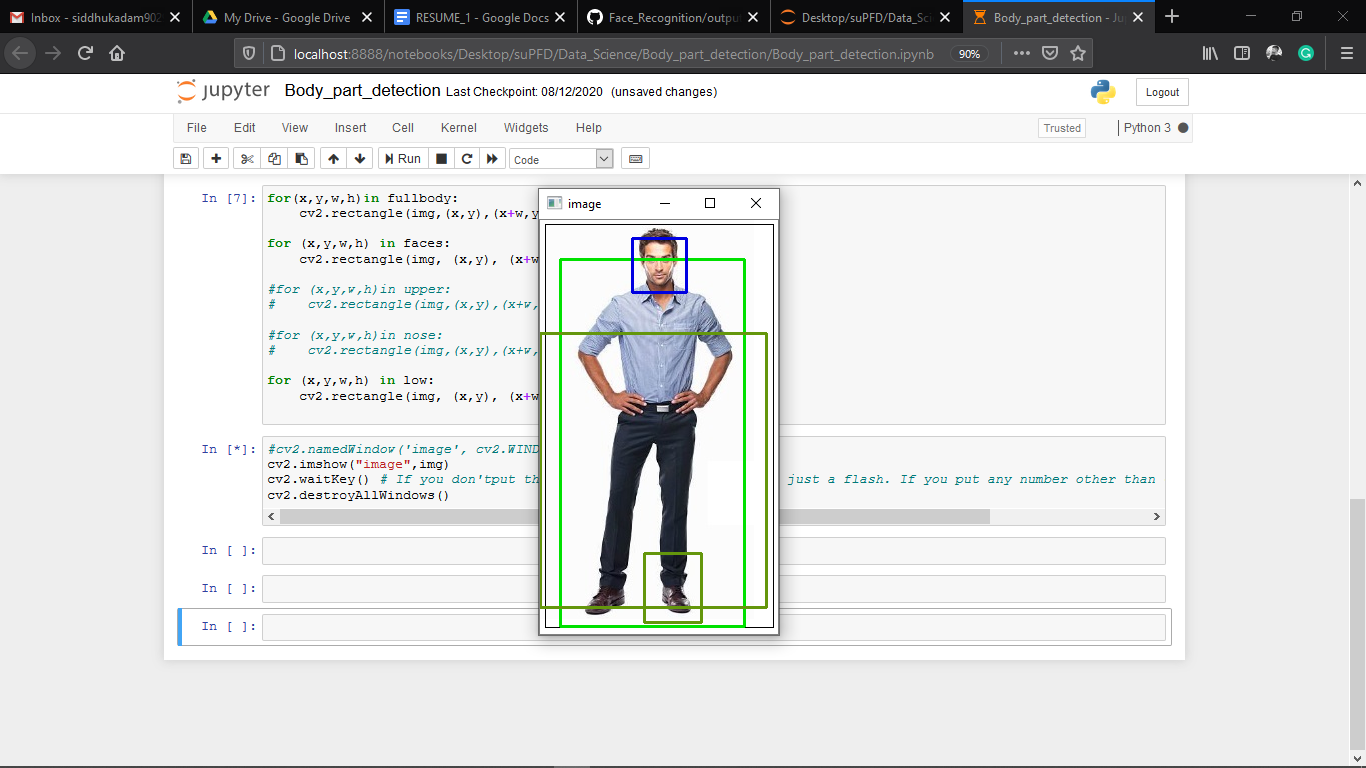 Inbox - siddhukadam902
My Drive - Google Drive
RESUME_1 - Google Docs
Face_Recognition/outpu
Desktop/suPFD/Data_Sci
Body_part_detection - Ju
localhost:8888/notebooks/Desktop/suPFD/Data_Science/Body_part_detection/Body_part_detection.ipynb
90%
jupyter Body_part_detection Last Checkpoint: 08/12/2020 (unsaved changes)
Logout
File Edit View Insert Cell Kernel Widgets Help
Trusted
Python 3
Run
Code
In [7]:
for(x,y,w,h)in fullbody:
cv2.rectangle(img,(x,y),(x+w,y
for (x,y,w,h) in faces:
cv2.rectangle(img, (x,y), (x+w
#for (x,y,w,h)in upper:
#    cv2.rectangle(img,(x,y),(x+w,
#for (x,y,w,h)in nose:
#    cv2.rectangle(img,(x,y),(x+w,
for (x,y,w,h) in low:
cv2.rectangle(img, (x,y), (x+w
image
In [*]:
#cv2.namedWindow('image', cv2.WIND
cv2.imshow("image",img)
cv2.waitKey() # If you don'tput th just a flash. If you put any number other than
cv2.destroyAllWindows()
In [ ]:
In [ ]:
In [ ]: